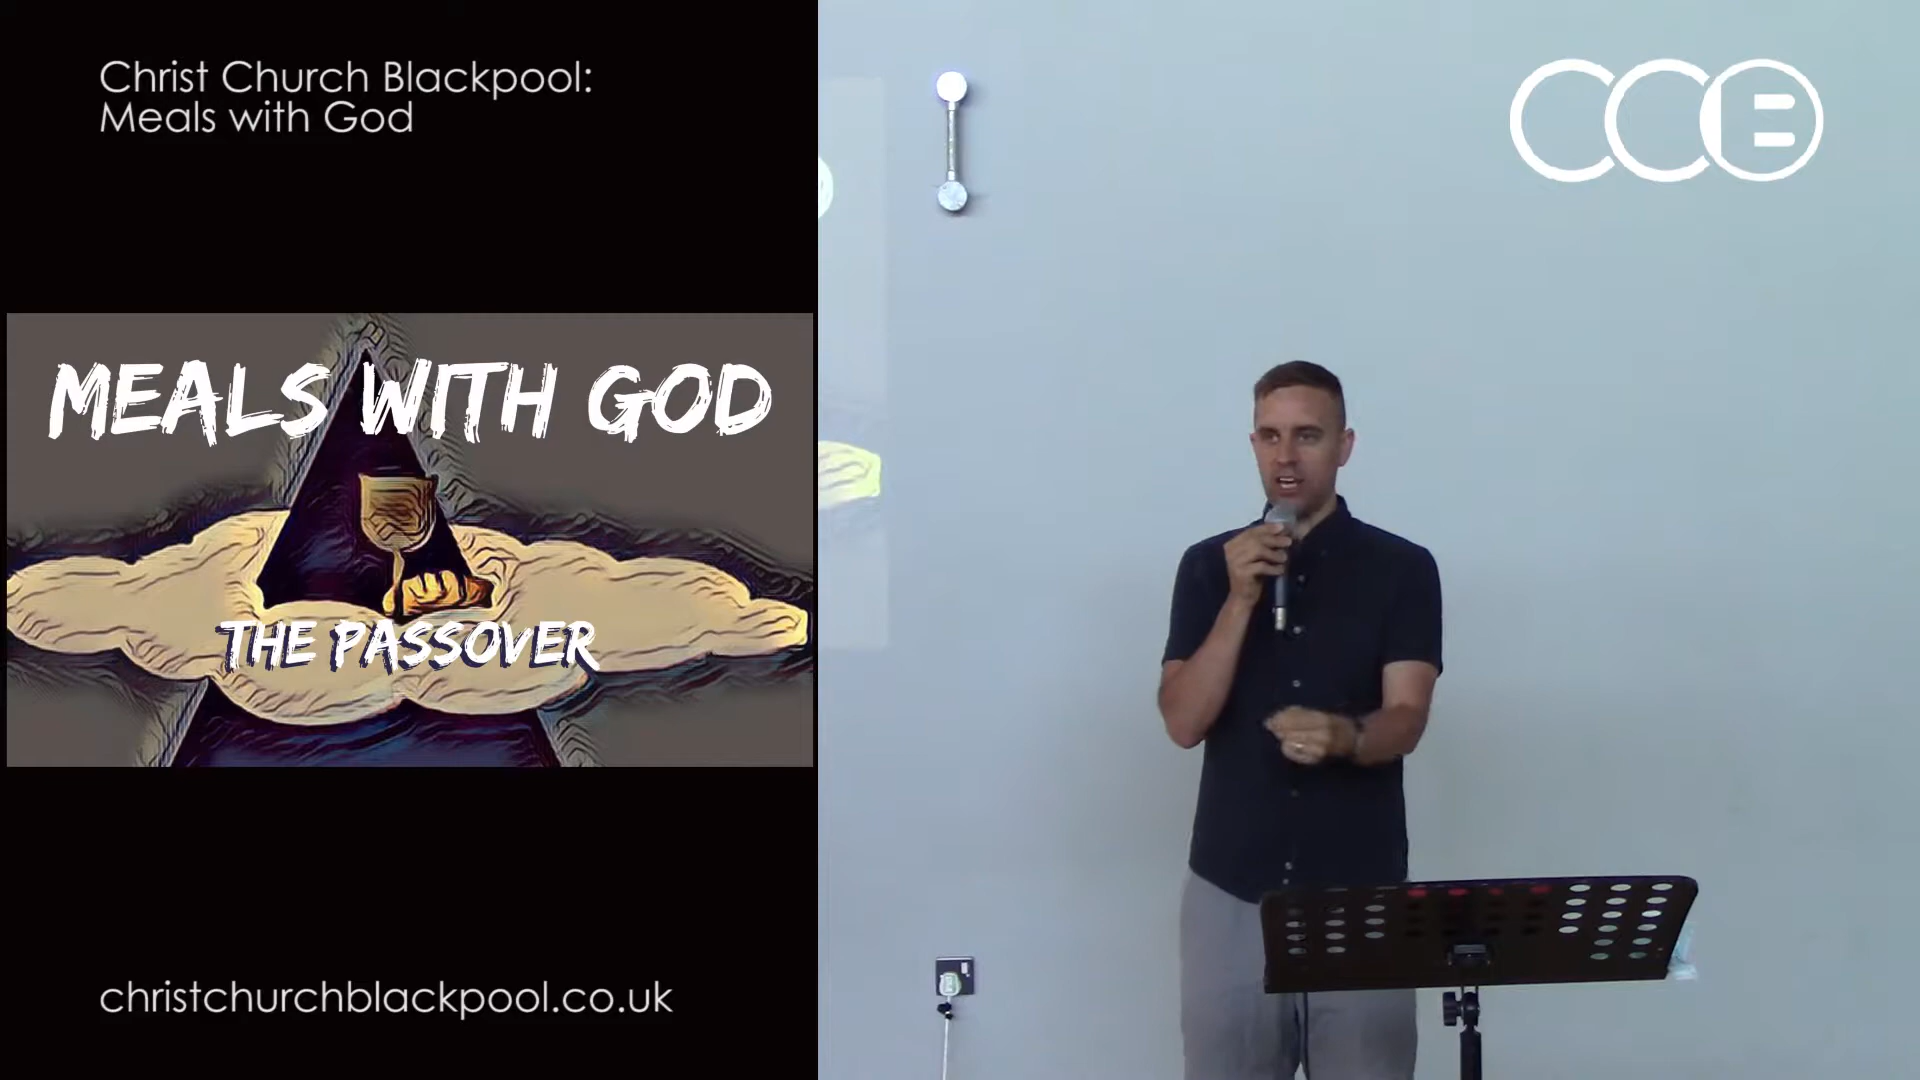 Christ Church Blackpool:
Meals with God
CCB
MEALS WITH GOD
THE PASSOVER
christchurchblackpool.co.uk